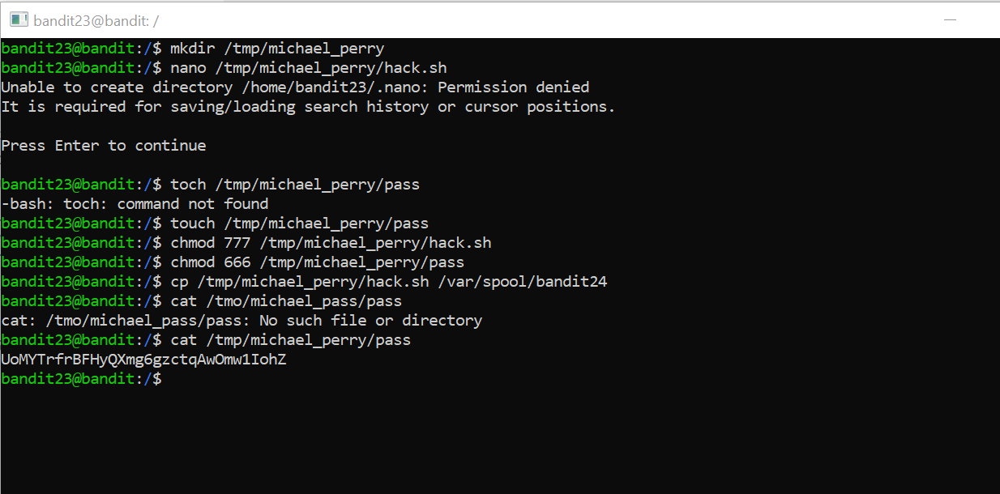 bandit23@bandit: /
bandit23@bandit:/$ mkdir /tmp/michael_perry
bandit23@bandit:/$ nano /tmp/michael_perry/hack.sh
Unable to create directory /home/bandit23/.nano: Permission denied
It is required for saving/loading search history or cursor positions.
Press Enter to continue
bandit23@bandit:/$ toch /tmp/michael_perry/pass
-bash: toch: command not found
bandit23@bandit:/$ touch /tmp/michael_perry/pass
bandit23@bandit:/$ chmod 777 /tmp/michael_perry/hack.sh
bandit23@bandit:/$ chmod 666 /tmp/michael_perry/pass
bandit23@bandit:/$ cp /tmp/michael_perry/hack.sh /var/spool/bandit24
bandit23@bandit:/$ cat /tmo/michael_pass/pass
cat: /tmo/michael_pass/pass: No such file or directory
bandit23@bandit:/$ cat /tmp/michael_perry/pass
UoMYTrfrBFHyQXmg6gzctqAwOmw1IohZ
bandit23@bandit:/$